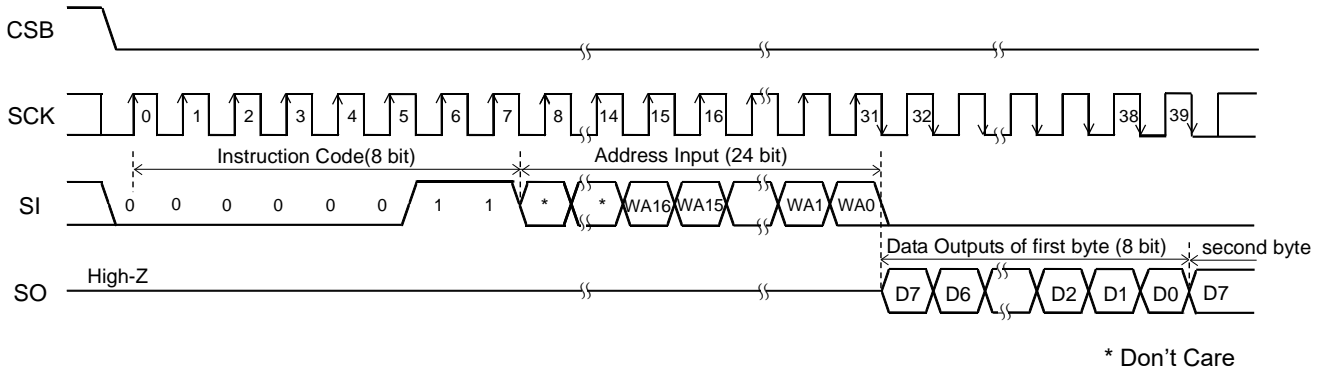 CSB
SCK 0 1 2 3 4 5 6 7 8 14 15 16 31 32 38 39
Instruction Code(8 bit) Address Input (24 bit)
SI 0 0 0 0 0 0 1 1 * * WA16 WA15 WA1 WA0
Data Outputs of first byte (8 bit) second byte
High-Z
SO D7 D6 D2 D1 D0 D7
* Don't Care